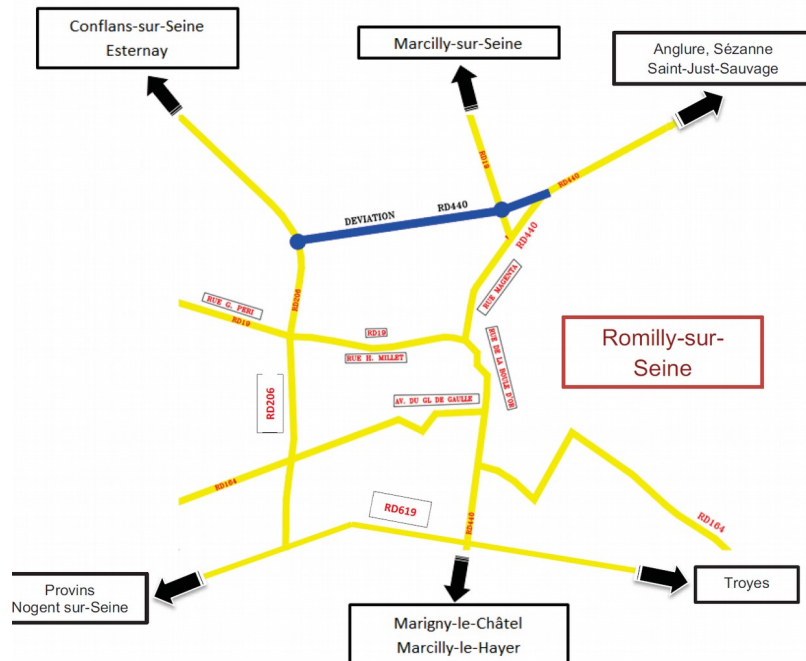 Conflans-sur-Seine
Esternay
Marcilly-sur-Seine
Anglure, Sézanne
Saint-Just-Sauvage
RD19
RD440
DEVIATION RD440
RD440
RUE MAGENTA
RD206
RUE G. PERI
RD19
RD19
RUE H. MILLET
RUE DE LA BOULE D'OR
Romilly-sur-
Seine
RD206
AV. DU GL DE GAULLE
RD164
RD619
RD440
RD164
Provins
Nogent sur-Seine
Marigny-le-Châtel
Marcilly-le-Hayer
Troyes